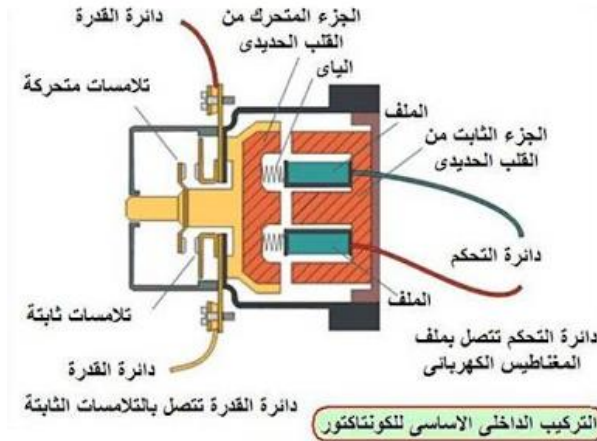 دائرة القدرة
الجزء المتحرك من
القلب الحديدى
الياى
تلامسات متحركة
الملف
الجزء الثابت من
القلب الحديدى
دائرة التحكم
الملف
تلامسات ثابتة
دائرة التحكم تتصل بملف
المغناطيس الكهربائى
دائرة القدرة
دائرة القدرة تتصل بالتلامسات الثابتة
التركيب الداخلى الاساسى للكونتاكتور